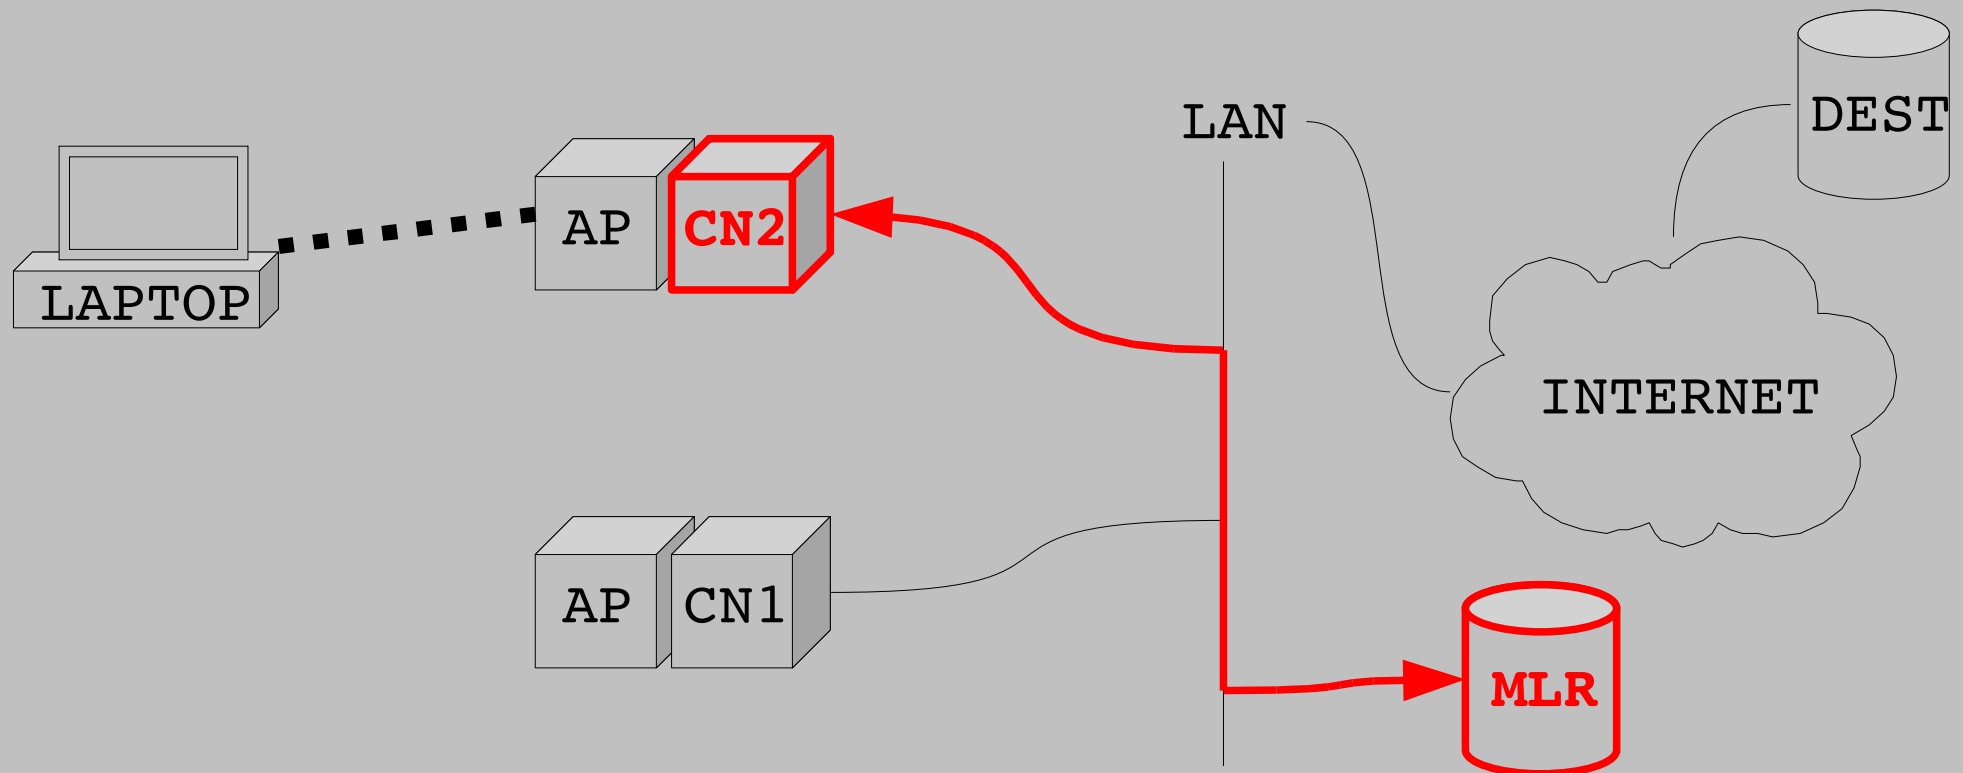 DEST
LAN
AP
CN2
LAPTOP
INTERNET
AP
CN1
MLR